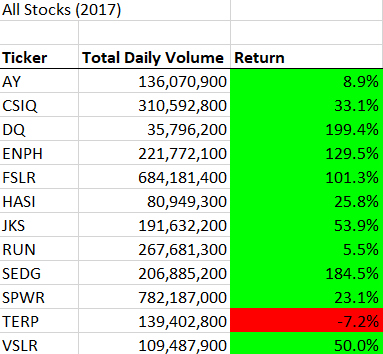 All Stocks (2017)
Ticker Total Daily Volume Return
AY 136,070,900 8.9%
CSIQ 310,592,800 33.1%
DQ 35,796,200 199.4%
ENPH 221,772,100 129.5%
FSLR 684,181,400 101.3%
HASI 80,949,300 25.8%
JKS 191,632,200 53.9%
RUN 267,681,300 5.5%
SEDG 206,885,200 184.5%
SPWR 782,187,000 23.1%
TERP 139,402,800 -7.2%
VSLR 109,487,900 50.0%